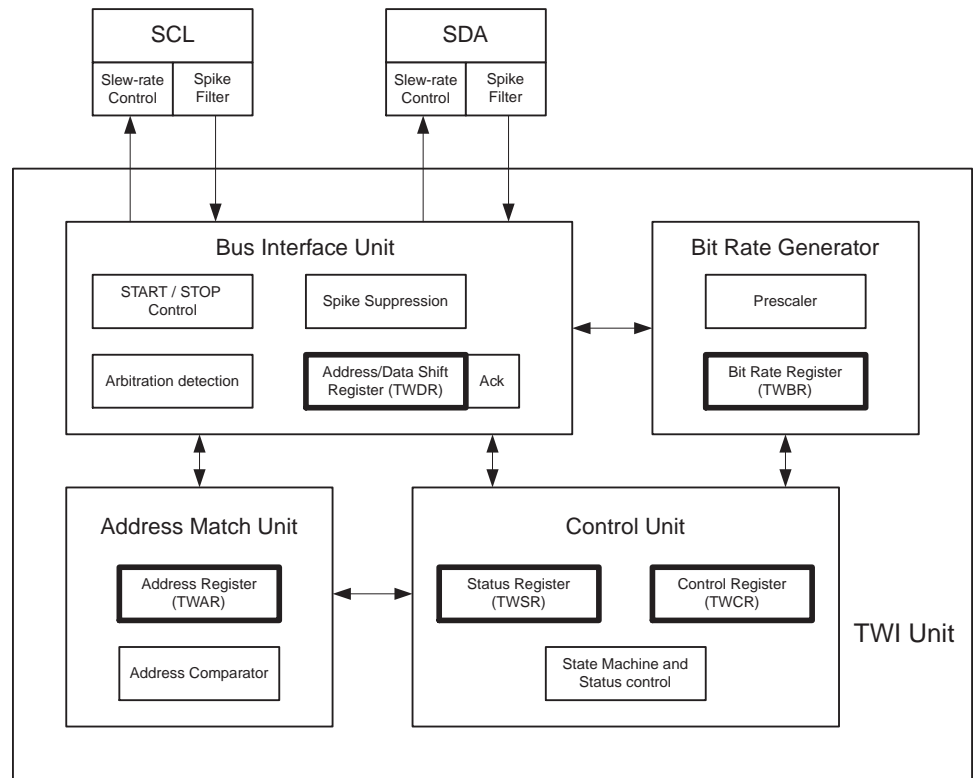 SCL
Slew-rate
Control
Spike
Filter
SDA
Slew-rate
Control
Spike
Filter
Bus Interface Unit
START / STOP
Control
Spike Suppression
Arbitration detection
Address/Data Shift
Register (TWDR)
Ack
Bit Rate Generator
Prescaler
Bit Rate Register
(TWBR)
Address Match Unit
Address Register
(TWAR)
Address Comparator
Control Unit
Status Register
(TWSR)
Control Register
(TWCR)
State Machine and
Status control
TWI Unit